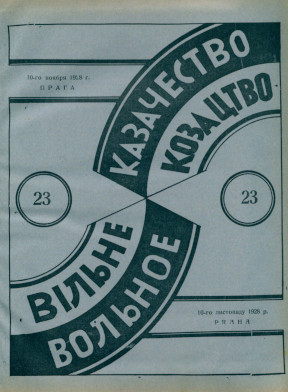 10-го ноября 1928 г.
ПРАГА
КАЗАЧЕСТВО
КОЗАЦТВО
23
23
ВІЛЬНЕ
ВОЛЬНОЕ
10-го листопаду 1928 р.
ПРАГА